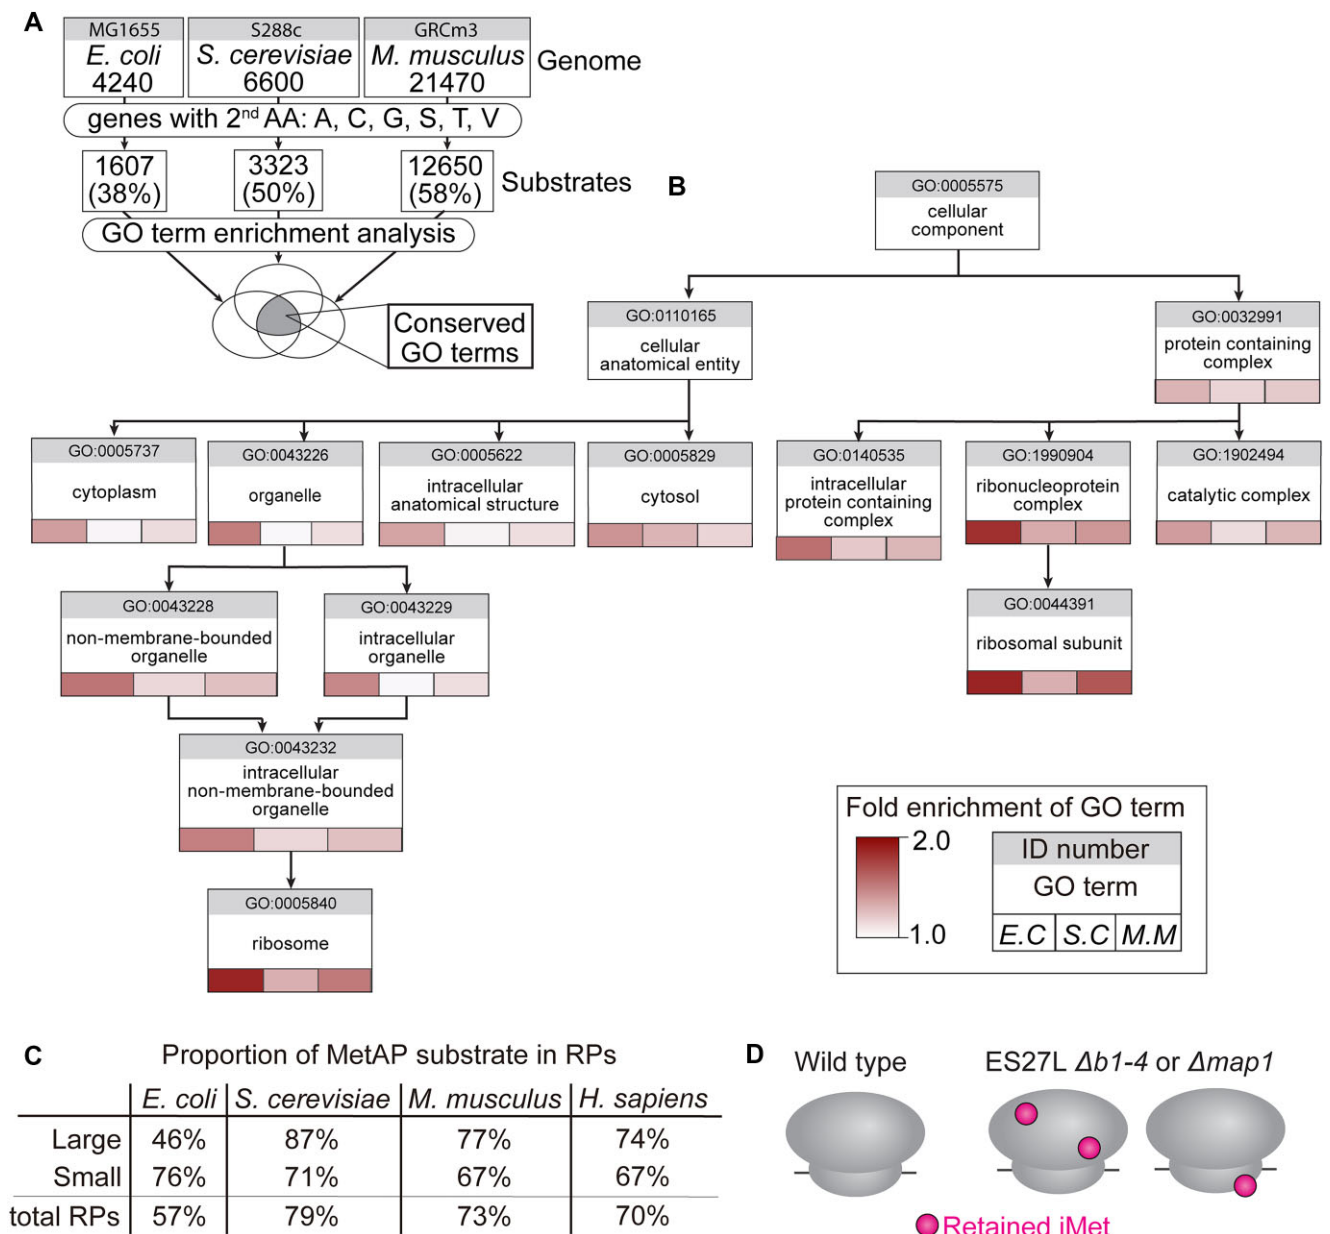 A
MG1655
E. coli
4240
S288c
S. cerevisiae
6600
GRCm3
M. musculus
21470
Genome
genes with 2nd AA: A, C, G, S, T, V
1607
(38%)
3323
(50%)
12650
(58%)
Substrates
GO term enrichment analysis
Conserved
GO terms
B
GO:0005575
cellular
component
GO:0110165
cellular
anatomical entity
GO:0032991
protein containing
complex
GO:0005737
cytoplasm
GO:0043226
organelle
GO:0005622
intracellular
anatomical structure
GO:0005829
cytosol
GO:0140535
intracellular
protein containing
complex
GO:1990904
ribonucleoprotein
complex
GO:1902494
catalytic complex
GO:0043228
non-membrane-bounded
organelle
GO:0043229
intracellular
organelle
GO:0044391
ribosomal subunit
GO:0043232
intracellular
non-membrane-bounded
organelle
GO:0005840
ribosome
Fold enrichment of GO term
2.0
1.0
ID number
GO term
E.C S.C M.M
C
Proportion of MetAP substrate in RPs
E. coli S. cerevisiae M. musculus H. sapiens
Large 46% 87% 77% 74%
Small 76% 71% 67% 67%
total RPs 57% 79% 73% 70%
D
Wild type
ES27L Δb1-4 or Δmap1
Retained iMet